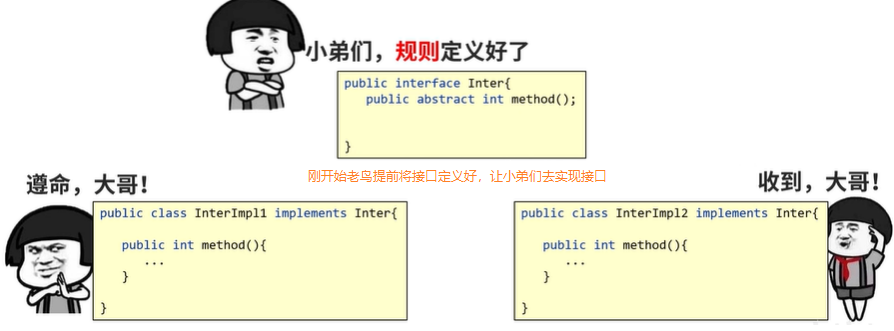 小弟们，规则定义好了
public interface Inter{
public abstract int method();
}
刚开始老鸟提前将接口定义好，让小弟们去实现接口
遵命，大哥！
public class InterImpl1 implements Inter{
public int method(){
...
}
}
收到，大哥！
public class InterImpl2 implements Inter{
public int method(){
...
}
}